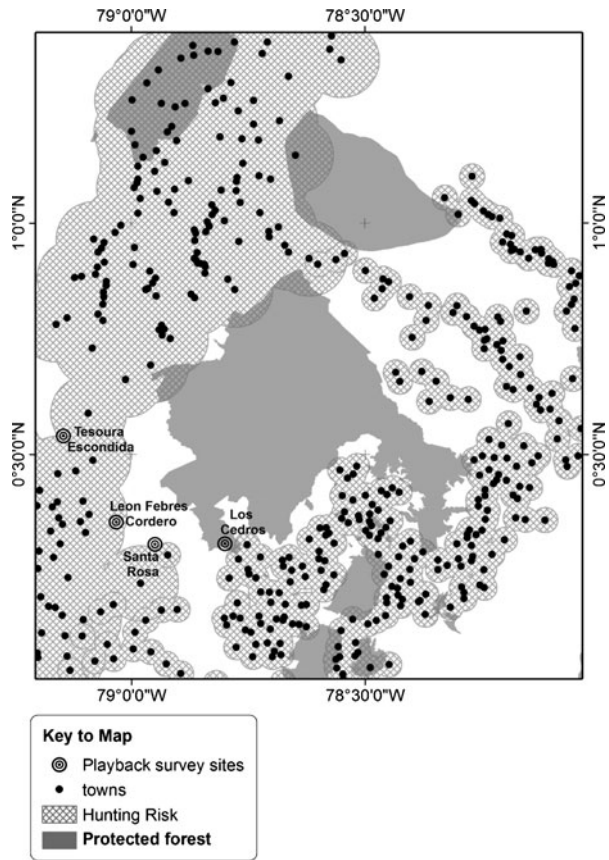 79°0'0"W
78°30'0"W
1°0'0"N
1°0'0"N
0°30'0"N
0°30'0"N
Tesoura
Escondida
Leon Febres
Cordero
Los
Cedros
Santa
Rosa
79°0'0"W
78°30'0"W
Key to Map
Playback survey sites
towns
Hunting Risk
Protected forest